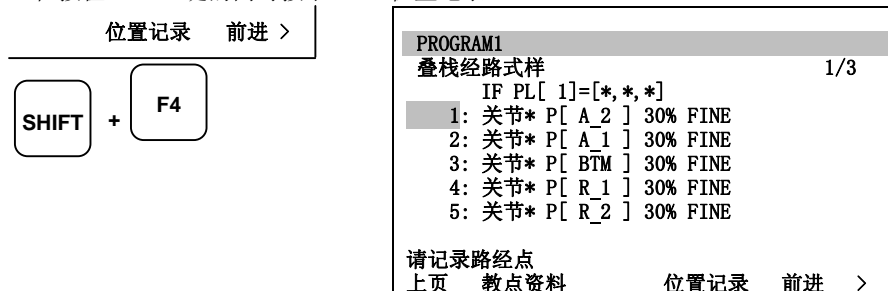 位置记录 前进 >
SHIFT + F4
PROGRAM1
叠栈经路式样 1/3
IF PL[ 1]=[*,*,*]
1: 关节* P[ A_2 ] 30% FINE
2: 关节* P[ A_1 ] 30% FINE
3: 关节* P[ BTM ] 30% FINE
4: 关节* P[ R_1 ] 30% FINE
5: 关节* P[ R_2 ] 30% FINE
请记录路经点
上页 教点资料 位置记录 前进 >